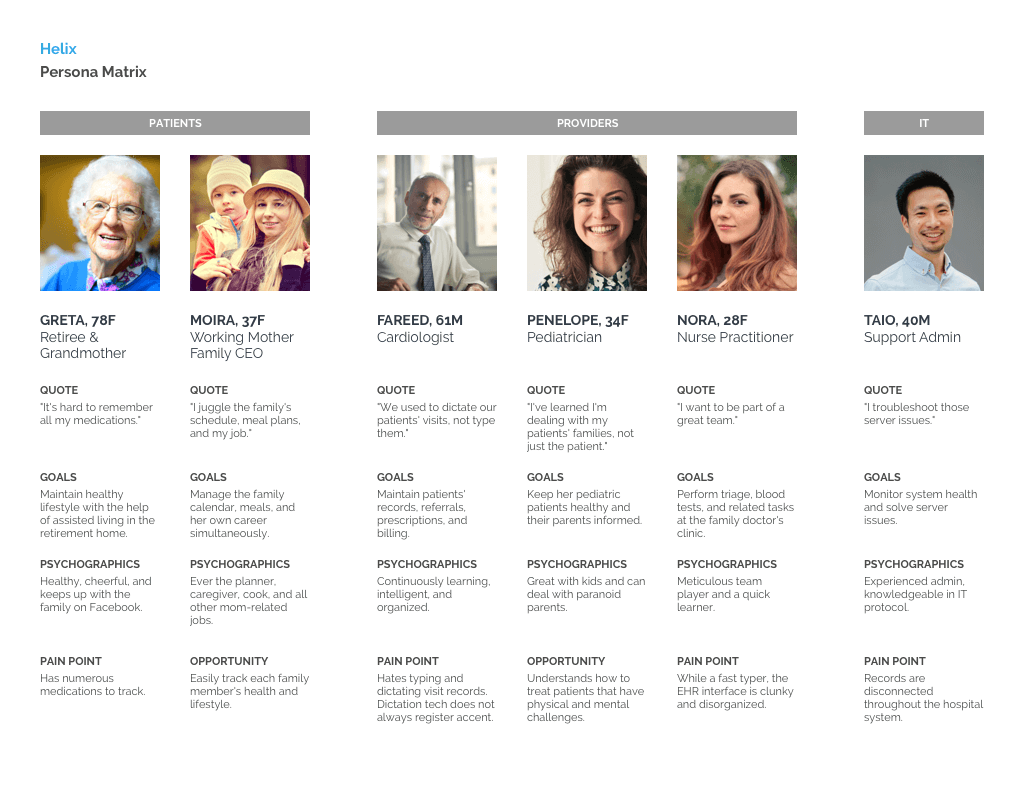 Helix
Persona Matrix
PATIENTS
PROVIDERS
IT
GRETA, 78F
Retiree &
Grandmother
QUOTE
"It's hard to remember
all my medications."
GOALS
Maintain healthy
lifestyle with the help
of assisted living in the
retirement home.
PSYCHOGRAPHICS
Healthy, cheerful, and
keeps up with the
family on Facebook.
PAIN POINT
Has numerous
medications to track.
MOIRA, 37F
Working Mother
Family CEO
QUOTE
"I juggle the family's
schedule, meal plans,
and my job."
GOALS
Manage the family
calendar, meals, and
her own career
simultaneously.
PSYCHOGRAPHICS
Ever the planner,
caregiver, cook, and all
other mom-related
jobs.
OPPORTUNITY
Easily track each family
member's health and
lifestyle.
FAREED, 61M
Cardiologist
QUOTE
"We used to dictate our
patients' visits, not type
them."
GOALS
Maintain patients'
records, referrals,
prescriptions, and
billing.
PSYCHOGRAPHICS
Continuously learning,
intelligent, and
organized.
PAIN POINT
Hates typing and
dictating visit records.
Dictation tech does not
always register accent.
PENELOPE, 34F
Pediatrician
QUOTE
"I've learned I'm
dealing with my
patients' families, not
just the patient."
GOALS
Keep her pediatric
patients healthy and
their parents informed.
PSYCHOGRAPHICS
Great with kids and can
deal with paranoid
parents.
OPPORTUNITY
Understands how to
treat patients that have
physical and mental
challenges.
NORA, 28F
Nurse Practitioner
QUOTE
"I want to be part of a
great team."
GOALS
Perform triage, blood
tests, and related tasks
at the family doctor's
clinic.
PSYCHOGRAPHICS
Meticulous team
player and a quick
learner.
PAIN POINT
While a fast typer, the
EHR interface is clunky
and disorganized.
TAIO, 40M
Support Admin
QUOTE
"I troubleshoot those
server issues."
GOALS
Monitor system health
and solve server
issues.
PSYCHOGRAPHICS
Experienced admin,
knowledgeable in IT
protocol.
PAIN POINT
Records are
disconnected
throughout the hospital
system.